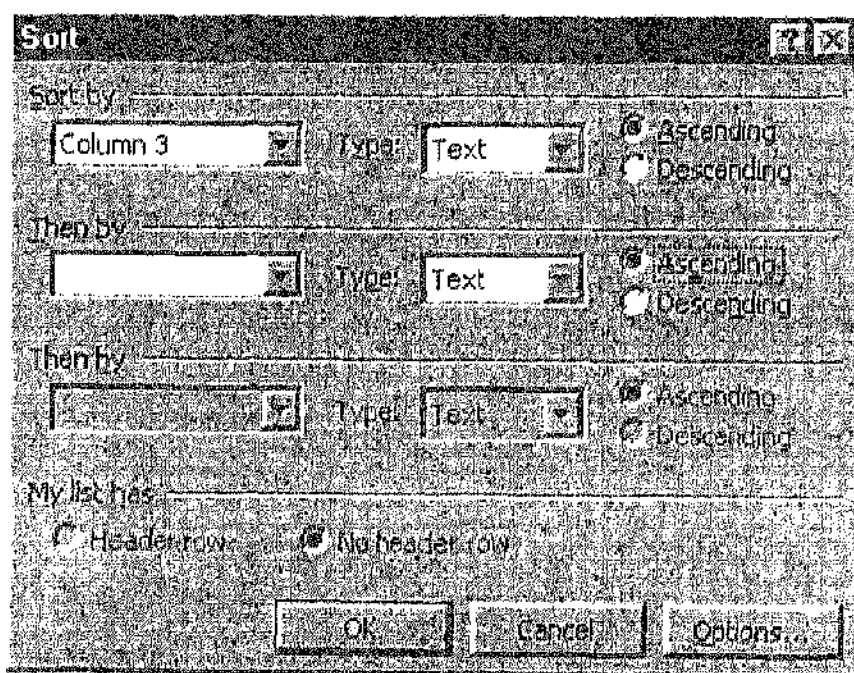 Sort
Sort by
Column 3 Type: Text Ascending
Descending
Then by
Type: Text Ascending
Descending
Then by
Type: Text Ascending
Descending
My list has
Header row No header row
OK Cancel Options...